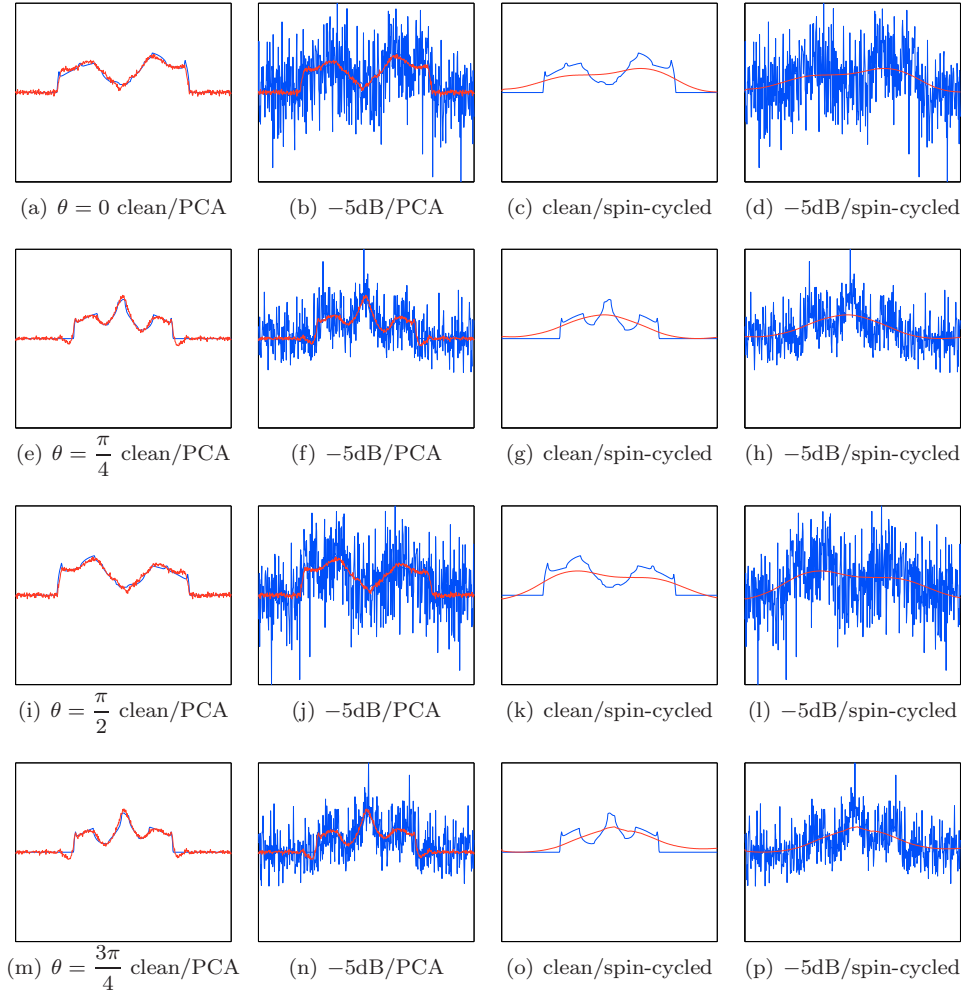 (a) θ = 0 clean/PCA
(b) −5dB/PCA
(c) clean/spin-cycled
(d) −5dB/spin-cycled
(e) θ = π/4 clean/PCA
(f) −5dB/PCA
(g) clean/spin-cycled
(h) −5dB/spin-cycled
(i) θ = π/2 clean/PCA
(j) −5dB/PCA
(k) clean/spin-cycled
(l) −5dB/spin-cycled
(m) θ = 3π/4 clean/PCA
(n) −5dB/PCA
(o) clean/spin-cycled
(p) −5dB/spin-cycled